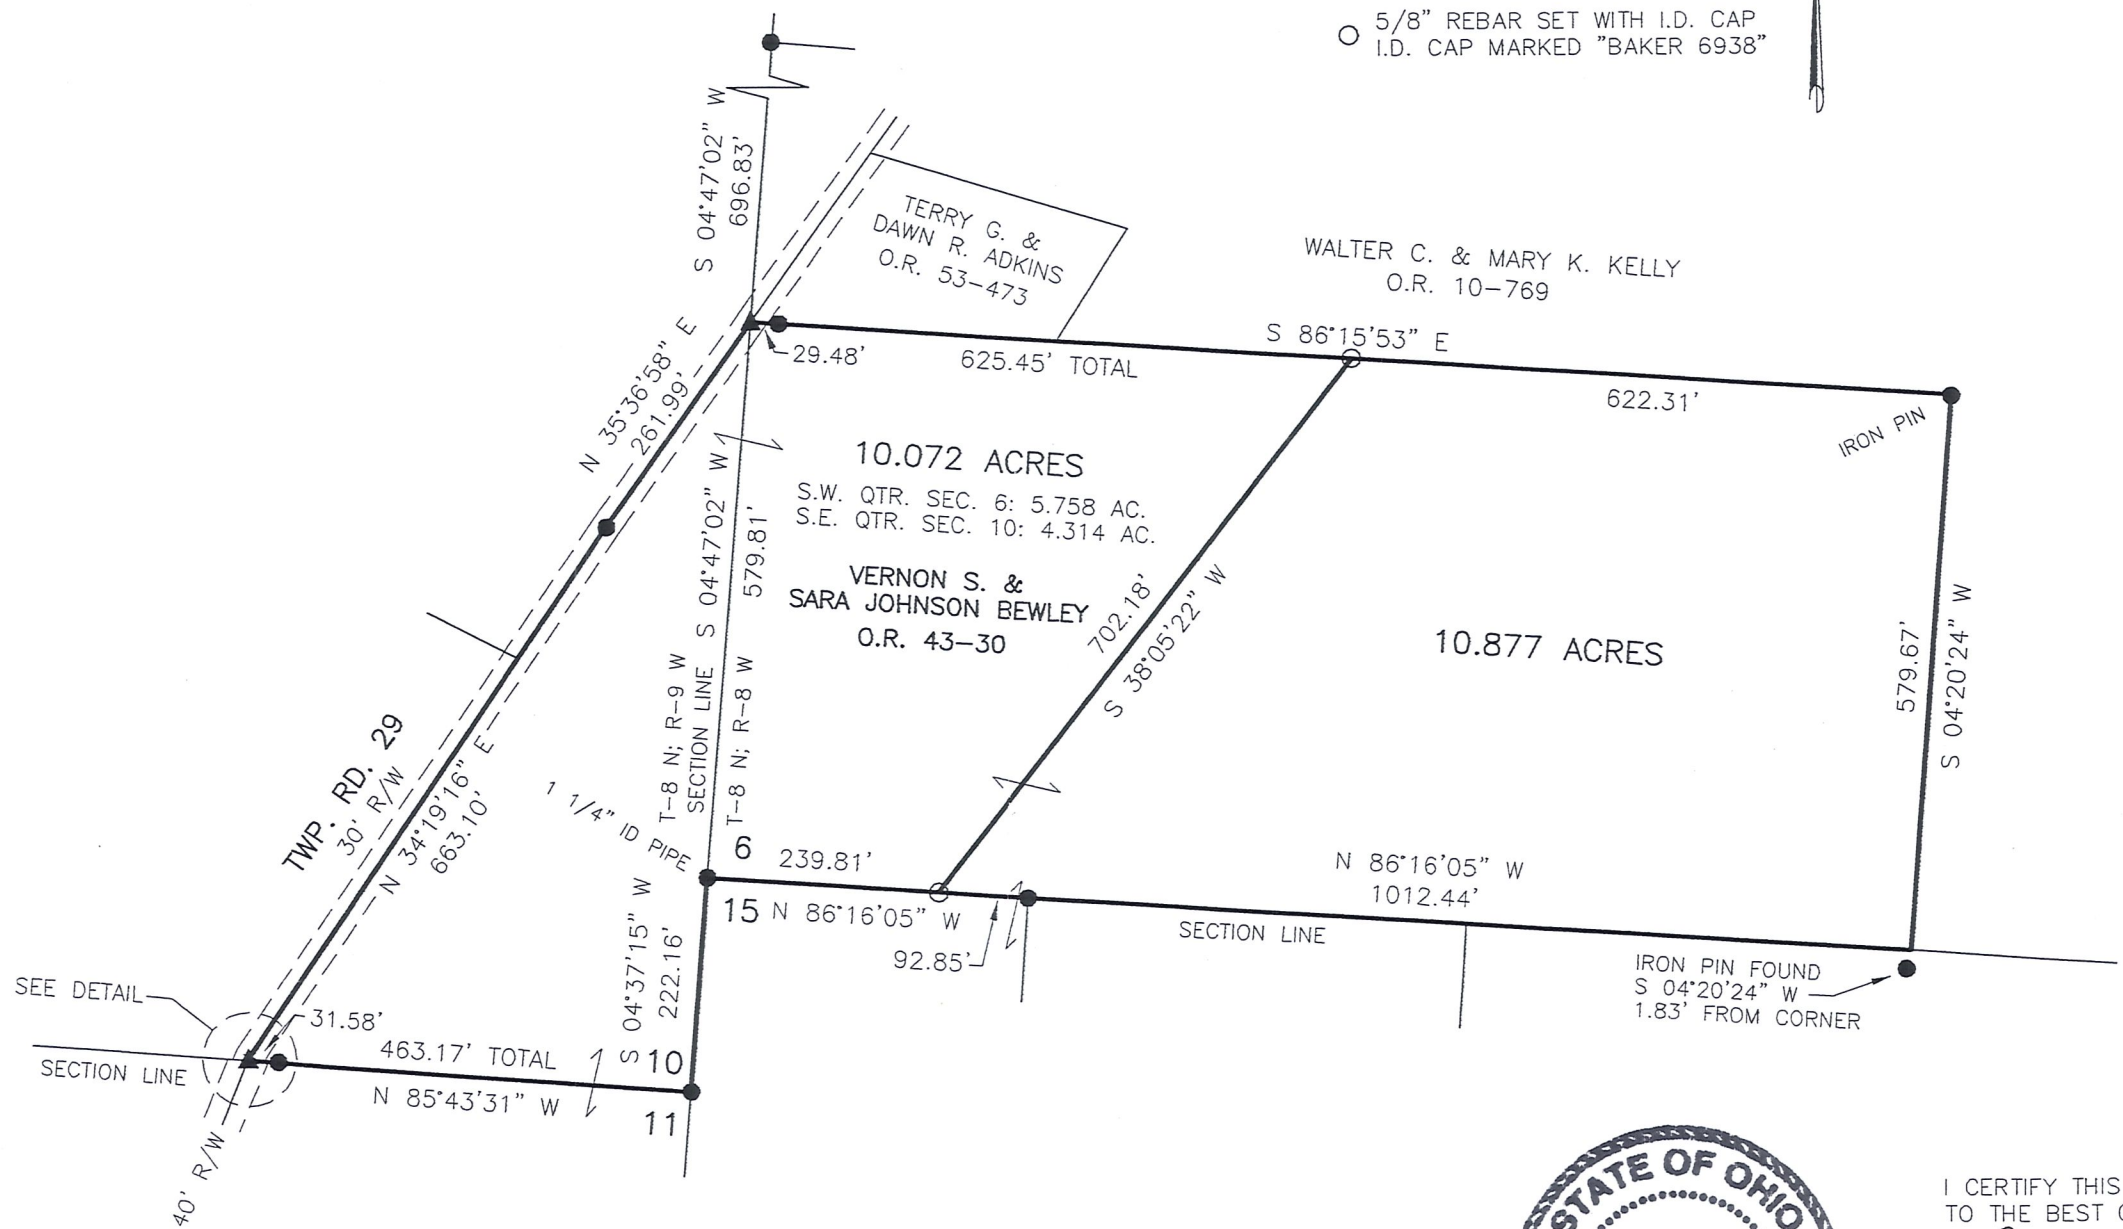 5/8" REBAR SET WITH I.D. CAP
I.D. CAP MARKED "BAKER 6938"
S 04°47'02" W
696.83'
TERRY G. &
DAWN R. ADKINS
O.R. 53-473
WALTER C. & MARY K. KELLY
O.R. 10-769
S 86°15'53" E
29.48'
625.45' TOTAL
622.31'
IRON PIN
N 35°36'58" E
261.99'
10.072 ACRES
S.W. QTR. SEC. 6: 5.758 AC.
S.E. QTR. SEC. 10: 4.314 AC.
VERNON S. &
SARA JOHNSON BEWLEY
O.R. 43-30
T-8 N; R-9 W
SECTION LINE S 04°47'02" W
T-8 N; R-8 W 579.81'
702.18'
S 38°05'22" W
10.877 ACRES
579.67'
S 04°20'24" W
TWP. RD. 29
30' R/W
N 34°19'16" E
663.10'
1 1/4" ID PIPE
6
239.81'
15 N 86°16'05" W
92.85'
N 86°16'05" W
1012.44'
SECTION LINE
IRON PIN FOUND
S 04°20'24" W
1.83' FROM CORNER
S 04°37'15" W
222.16'
SEE DETAIL
31.58'
463.17' TOTAL
10
SECTION LINE
N 85°43'31" W
11
40' R/W
STATE OF OHIO
I CERTIFY THIS
TO THE BEST